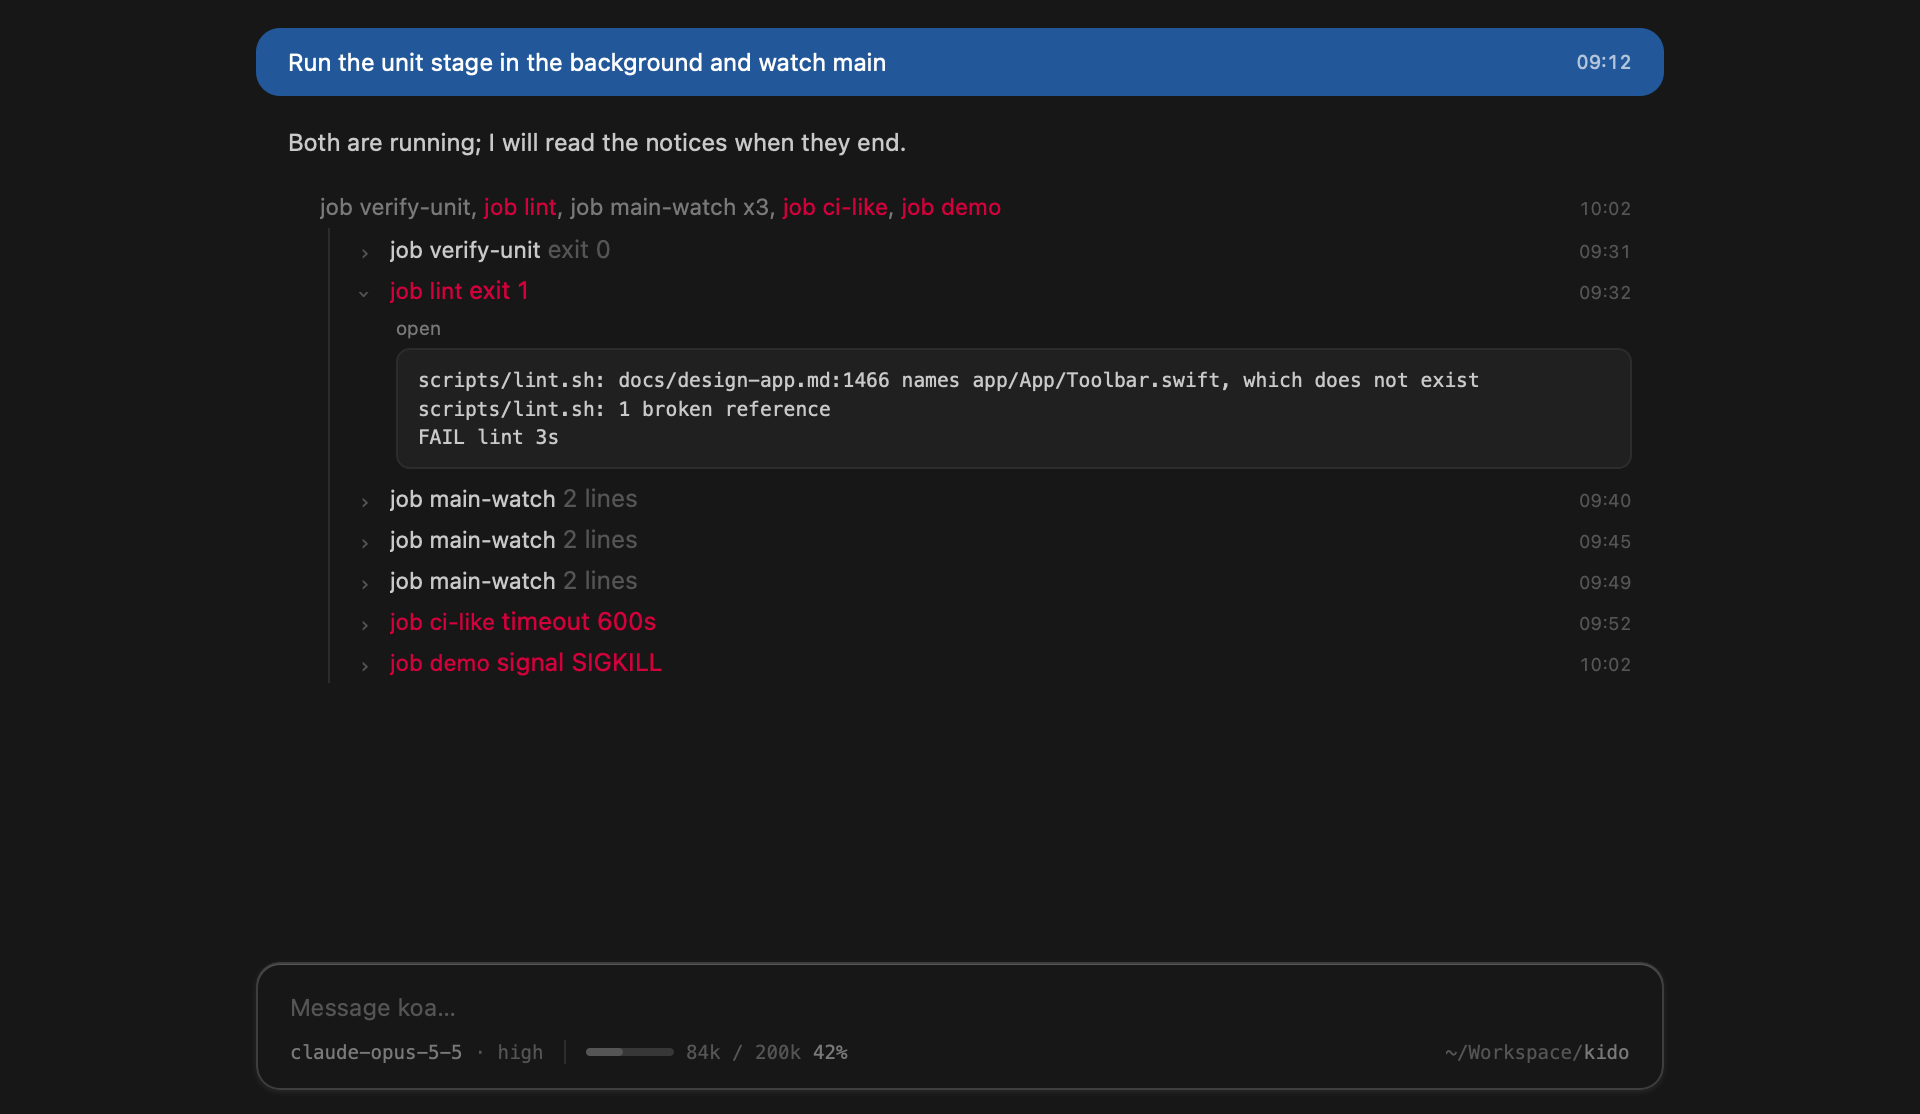 Run the unit stage in the background and watch main 09:12
Both are running; I will read the notices when they end.
job verify-unit, job lint, job main-watch x3, job ci-like, job demo 10:02
job verify-unit exit 0 09:31
job lint exit 1 09:32
open
scripts/lint.sh: docs/design-app.md:1466 names app/App/Toolbar.swift, which does not exist
scripts/lint.sh: 1 broken reference
FAIL lint 3s
job main-watch 2 lines 09:40
job main-watch 2 lines 09:45
job main-watch 2 lines 09:49
job ci-like timeout 600s 09:52
job demo signal SIGKILL 10:02
Message koa...
claude-opus-5-5 · high 84k / 200k 42% ~/Workspace/kido